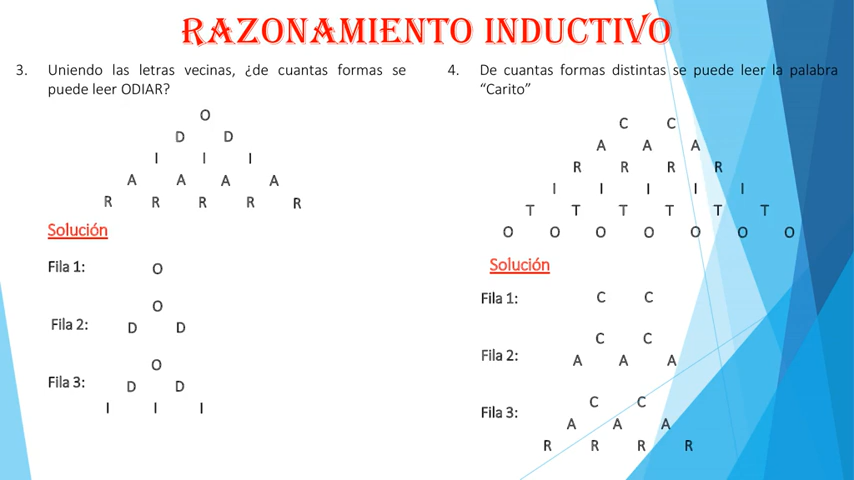 RAZONAMIENTO INDUCTIVO
3. Uniendo las letras vecinas, ¿de cuantas formas se
puede leer ODIAR?
O
D D
I I I
A A A A
R R R R R
Solución
Fila 1: O
O
Fila 2: D D
O
Fila 3: D D
I I I
4. De cuantas formas distintas se puede leer la palabra
“Carito”
C C
A A A
R R R R
I I I I I
T T T T T T
O O O O O O O
Solución
Fila 1: C C
C C
Fila 2: A A A
C C
Fila 3: A A A
R R R R